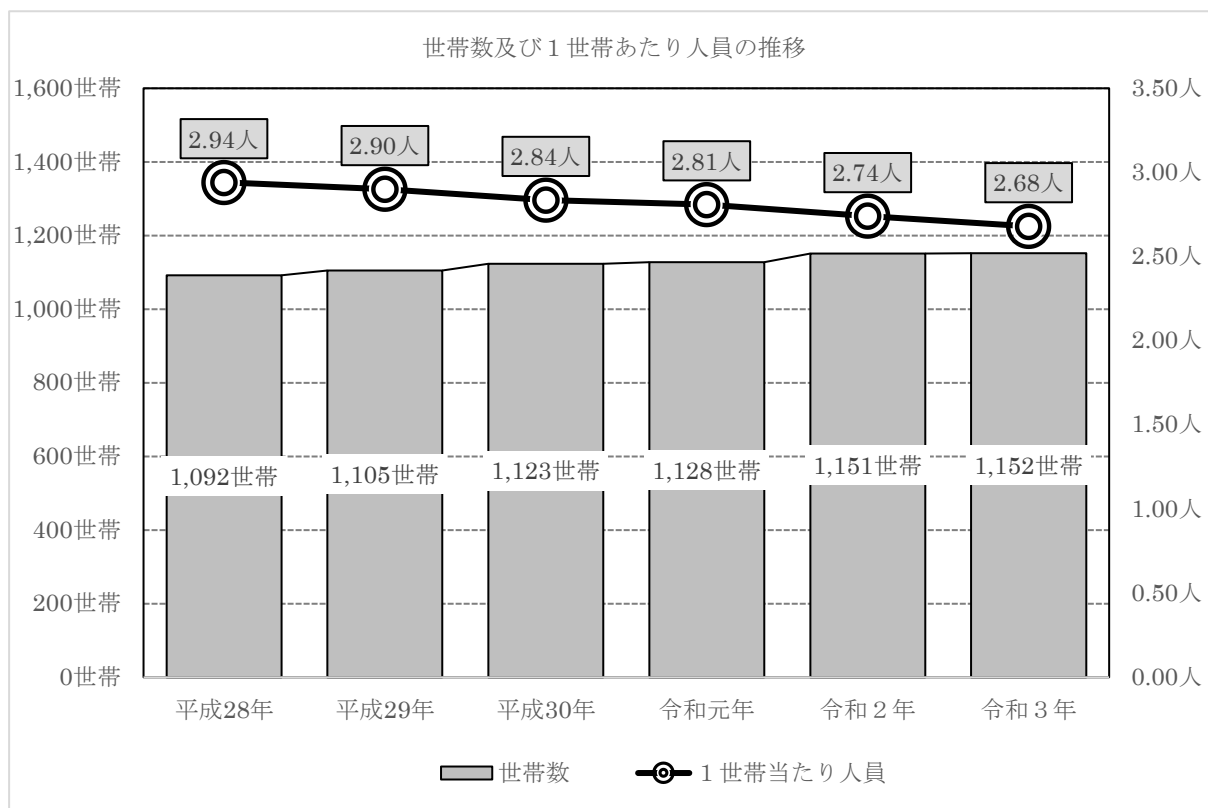 世帯数及び１世帯あたり人員の推移
1,600世帯
1,400世帯
1,200世帯
1,000世帯
800世帯
600世帯
400世帯
200世帯
0世帯
3.50人
3.00人
2.50人
2.00人
1.50人
1.00人
0.50人
0.00人
2.94人
2.90人
2.84人
2.81人
2.74人
2.68人
1,092世帯
1,105世帯
1,123世帯
1,128世帯
1,151世帯
1,152世帯
平成28年
平成29年
平成30年
令和元年
令和２年
令和３年
世帯数
１世帯当たり人員